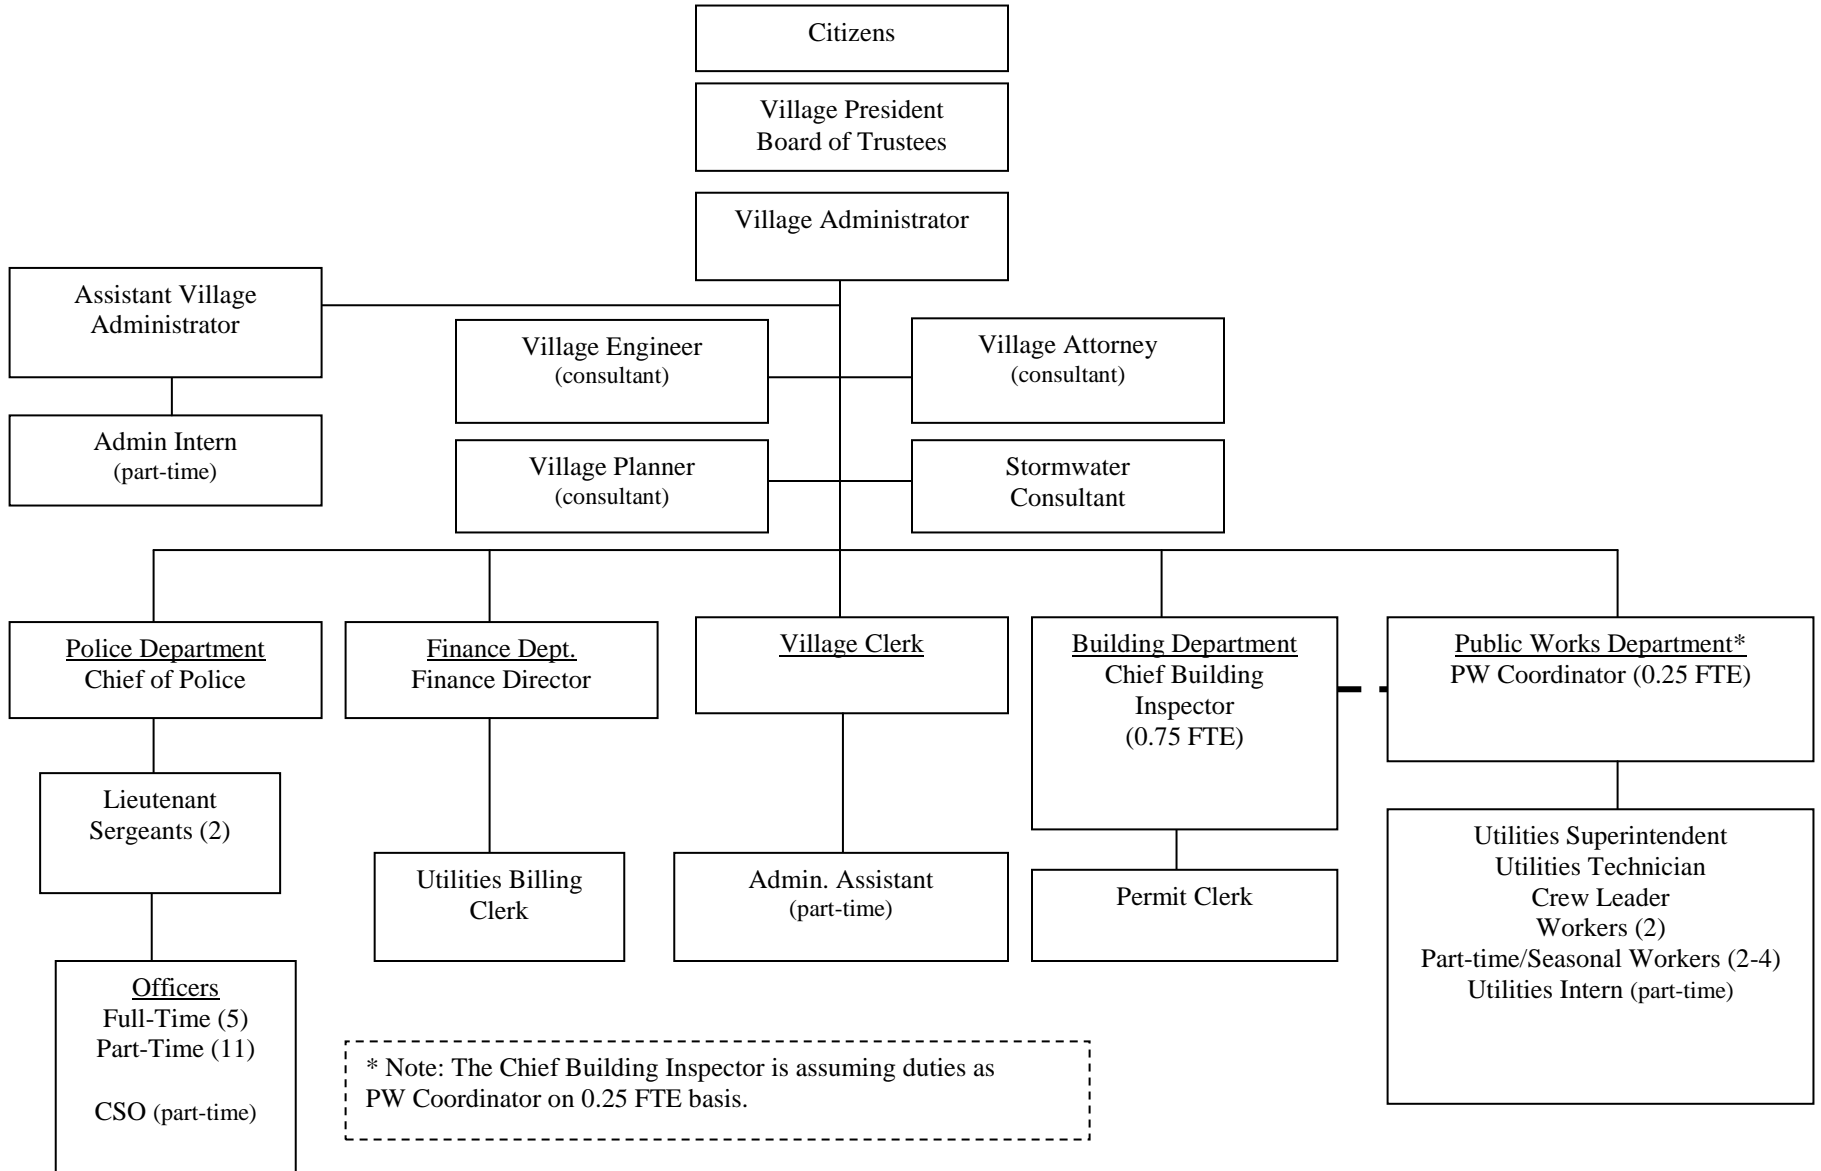 Citizens
Village President
Board of Trustees
Village Administrator
Assistant Village
Administrator
Village Engineer
(consultant)
Village Attorney
(consultant)
Admin Intern
(part-time)
Village Planner
(consultant)
Stormwater
Consultant
Police Department
Chief of Police
Finance Dept.
Finance Director
Village Clerk
Building Department
Chief Building
Inspector
(0.75 FTE)
Public Works Department*
PW Coordinator (0.25 FTE)
Lieutenant
Sergeants (2)
Utilities Billing
Clerk
Admin. Assistant
(part-time)
Permit Clerk
Utilities Superintendent
Utilities Technician
Crew Leader
Workers (2)
Part-time/Seasonal Workers (2-4)
Utilities Intern (part-time)
Officers
Full-Time (5)
Part-Time (11)
CSO (part-time)
* Note: The Chief Building Inspector is assuming duties as
PW Coordinator on 0.25 FTE basis.